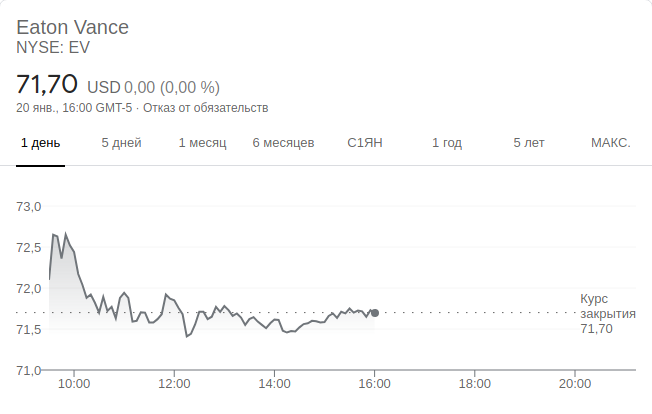 Eaton Vance
NYSE: EV
71,70 USD 0,00 (0,00 %)
20 янв., 16:00 GMT-5 · Отказ от обязательств
1 день 5 дней 1 месяц 6 месяцев С1ЯН 1 год 5 лет МАКС.
73,0
72,5
72,0
71,5
71,0
Курс
закрытия
71,70
10:00 12:00 14:00 16:00 18:00 20:00